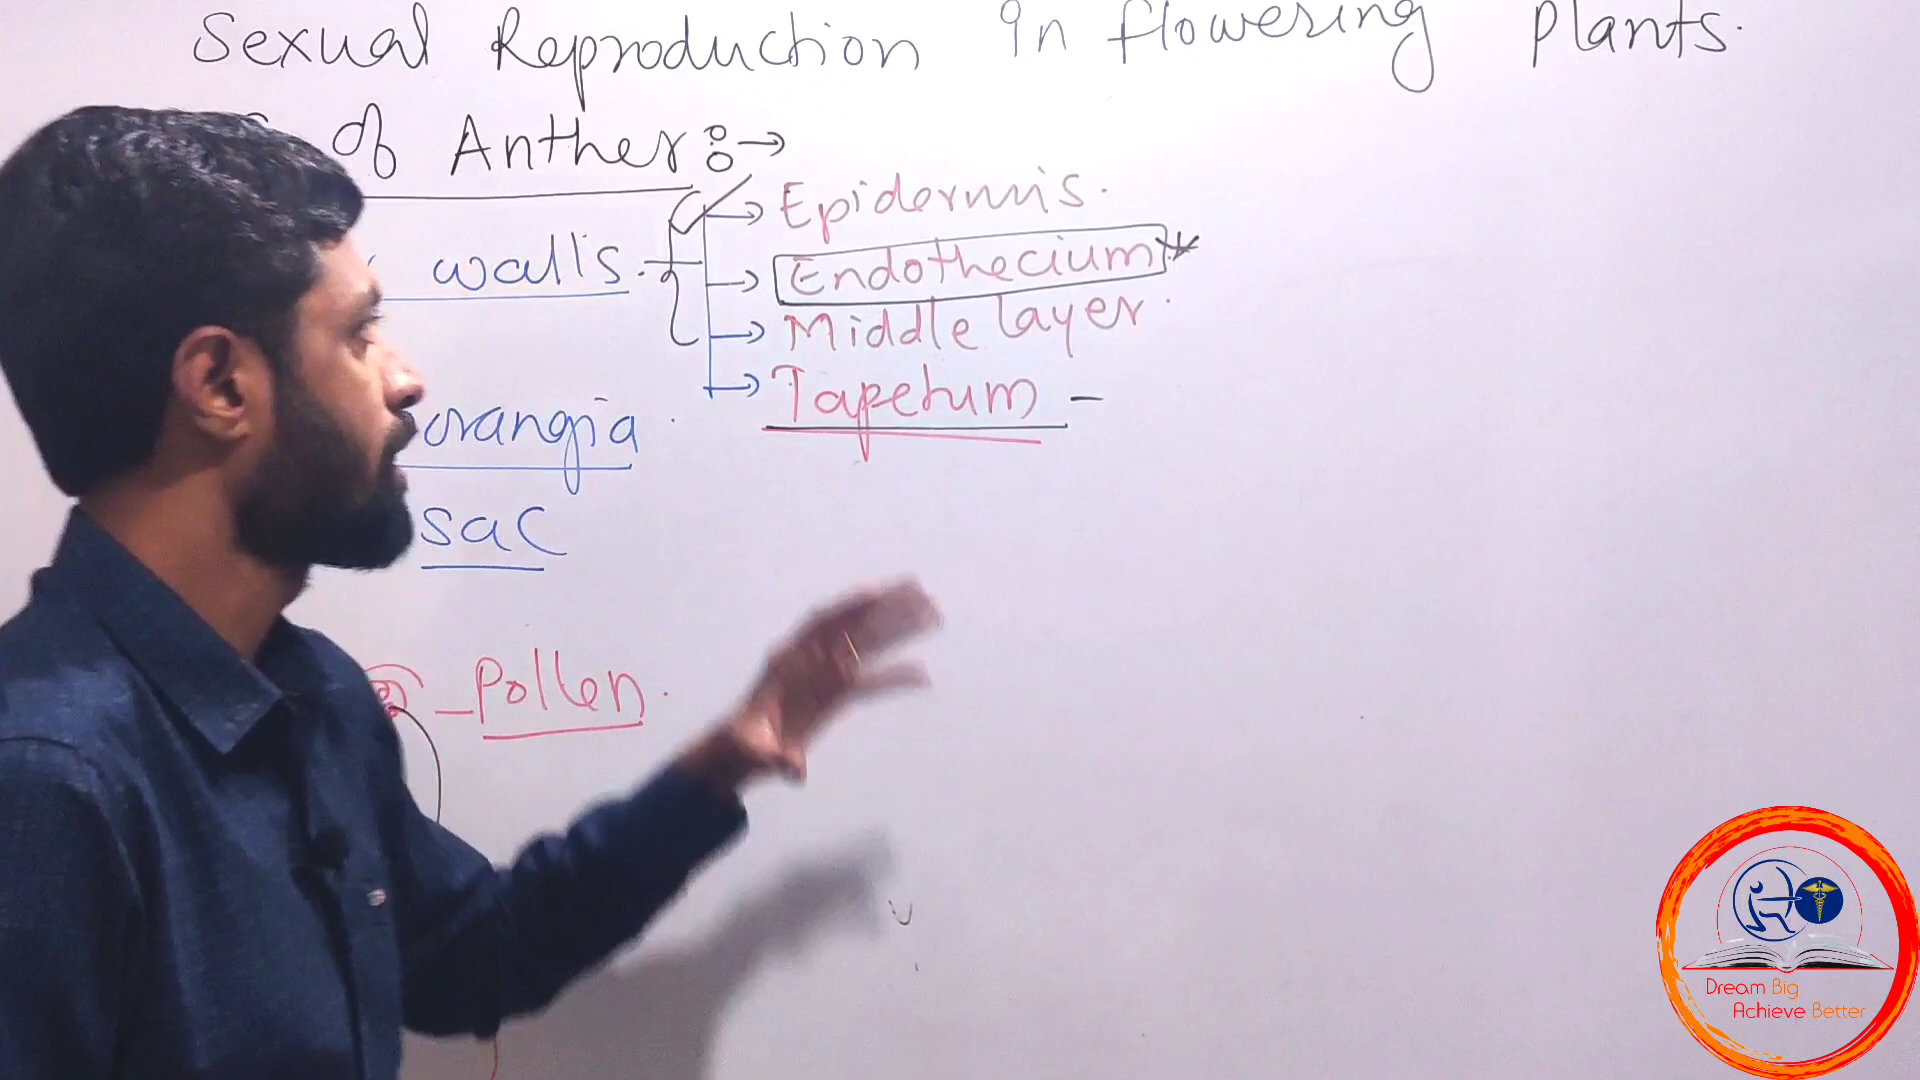 Sexual Reproduction in flowering Plants.
of Anther :→
Epidermis.
walls.
Endothecium *
Middle layer.
Tapetum -
orangia
sac
Pollen.
Dream Big
Achieve Better